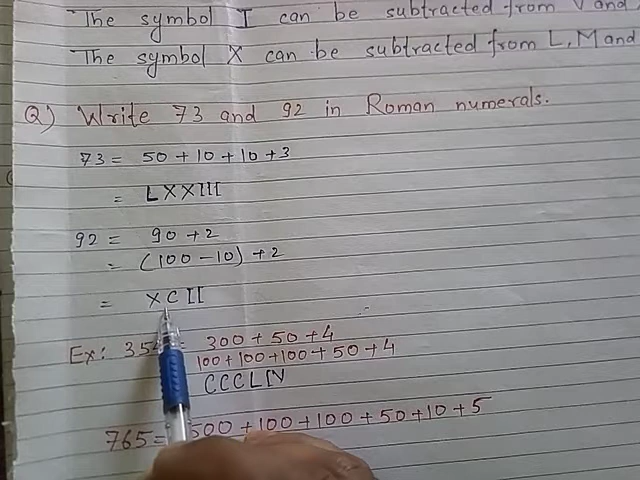 The symbol I can be subtracted from V and
The symbol X can be subtracted from L, M and
Q) Write 73 and 92 in Roman numerals.
73 = 50 + 10 + 10 + 3
= LXXIII
92 = 90 + 2
= (100 - 10) + 2
= XCII
Ex: 354 = 300 + 50 + 4
100 + 100 + 100 + 50 + 4
CCCLIV
765 = 500 + 100 + 100 + 50 + 10 + 5